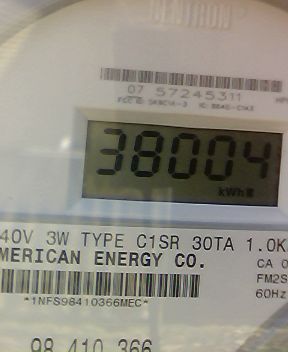 CENTRON
07 57245311
38004
kWh
40V 3W TYPE C1SR 30TA 1.0K
MERICAN ENERGY CO.
CA 0
FM2S
60Hz
*1NFS98410366MEC*
98 410 366